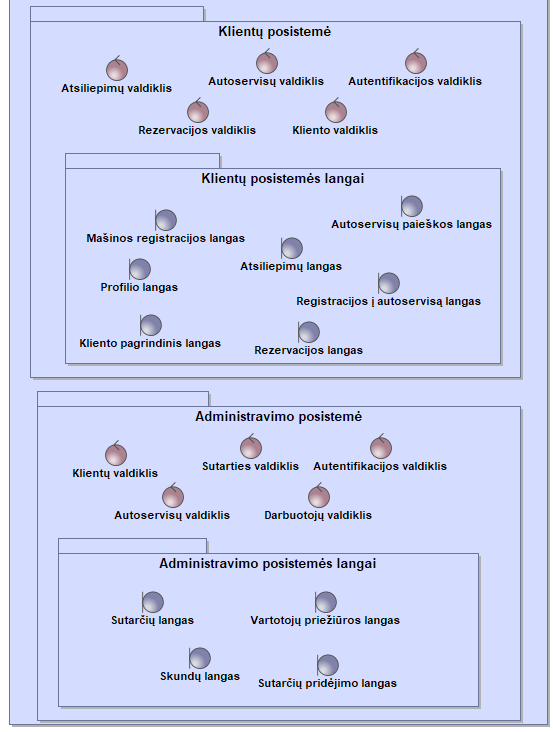 Klientų posistemė
Atsiliepimų valdiklis
Autoservisų valdiklis
Autentifikacijos valdiklis
Rezervacijos valdiklis
Kliento valdiklis
Klientų posistemės langai
Mašinos registracijos langas
Autoservisų paieškos langas
Atsiliepimų langas
Profilio langas
Registracijos į autoservisą langas
Kliento pagrindinis langas
Rezervacijos langas
Administravimo posistemė
Klientų valdiklis
Sutarties valdiklis
Autentifikacijos valdiklis
Autoservisų valdiklis
Darbuotojų valdiklis
Administravimo posistemės langai
Sutarčių langas
Vartotojų priežiūros langas
Skundų langas
Sutarčių pridėjimo langas